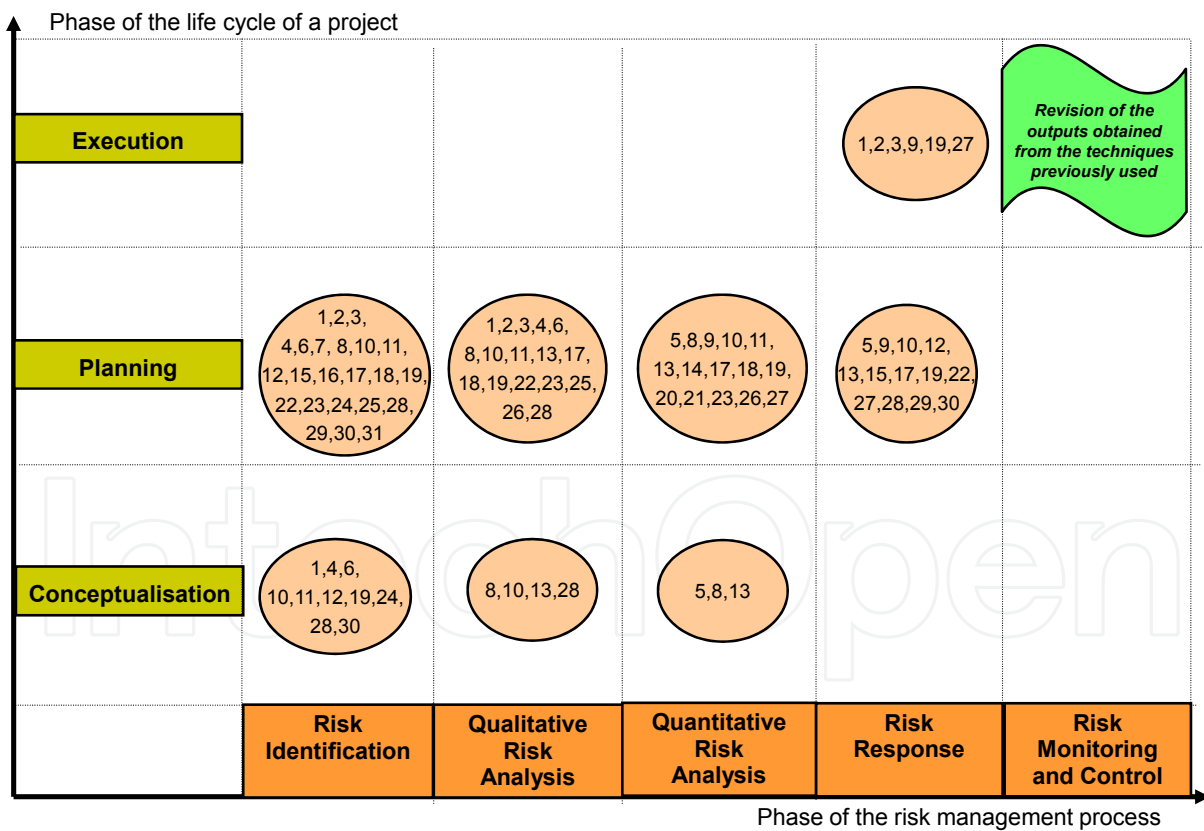 Phase of the life cycle of a project
Execution
1,2,3,9,19,27
Revision of the
outputs obtained
from the techniques
previously used
Planning
1,2,3,
4,6,7, 8,10,11,
12,15,16,17,18,19,
22,23,24,25,28,
29,30,31
1,2,3,4,6,
8,10,11,13,17,
18,19,22,23,25,
26,28
5,8,9,10,11,
13,14,17,18,19,
20,21,23,26,27
5,9,10,12,
13,15,17,19,22,
27,28,29,30
IntechOpen
Conceptualisation
1,4,6,
10,11,12,19,24,
28,30
8,10,13,28
5,8,13
Risk
Identification
Qualitative
Risk
Analysis
Quantitative
Risk
Analysis
Risk
Response
Risk
Monitoring
and Control
Phase of the risk management process